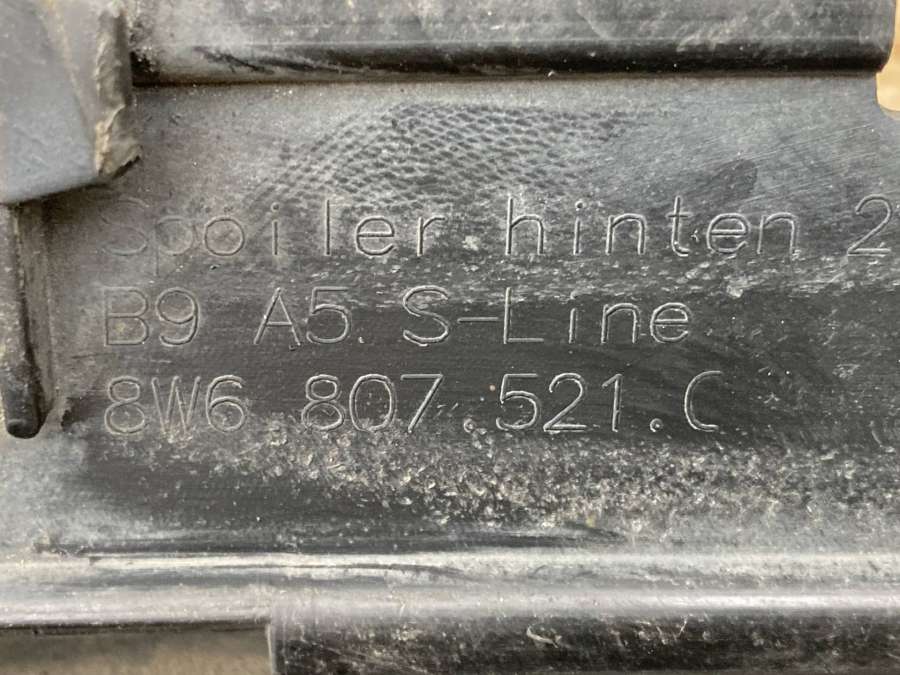 Spoiler hinten 2
B9 A5 S-Line
8W6.807.521.C